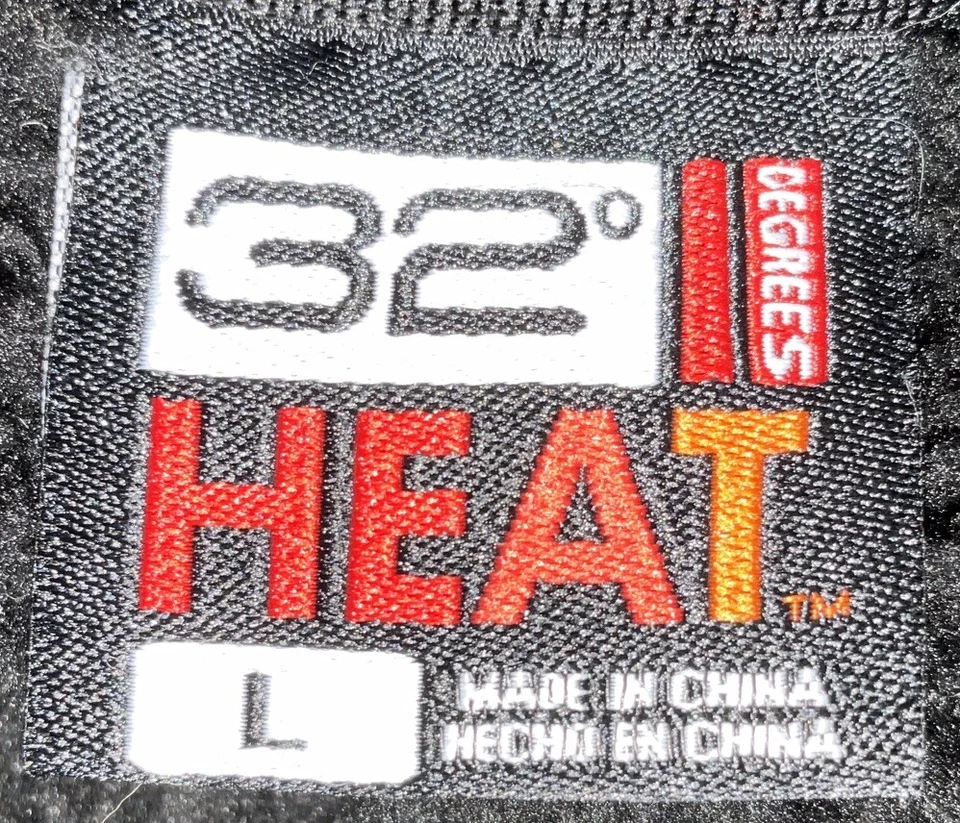 32°
DEGREES
HEAT™
L
MADE IN CHINA
HECHO EN CHINA